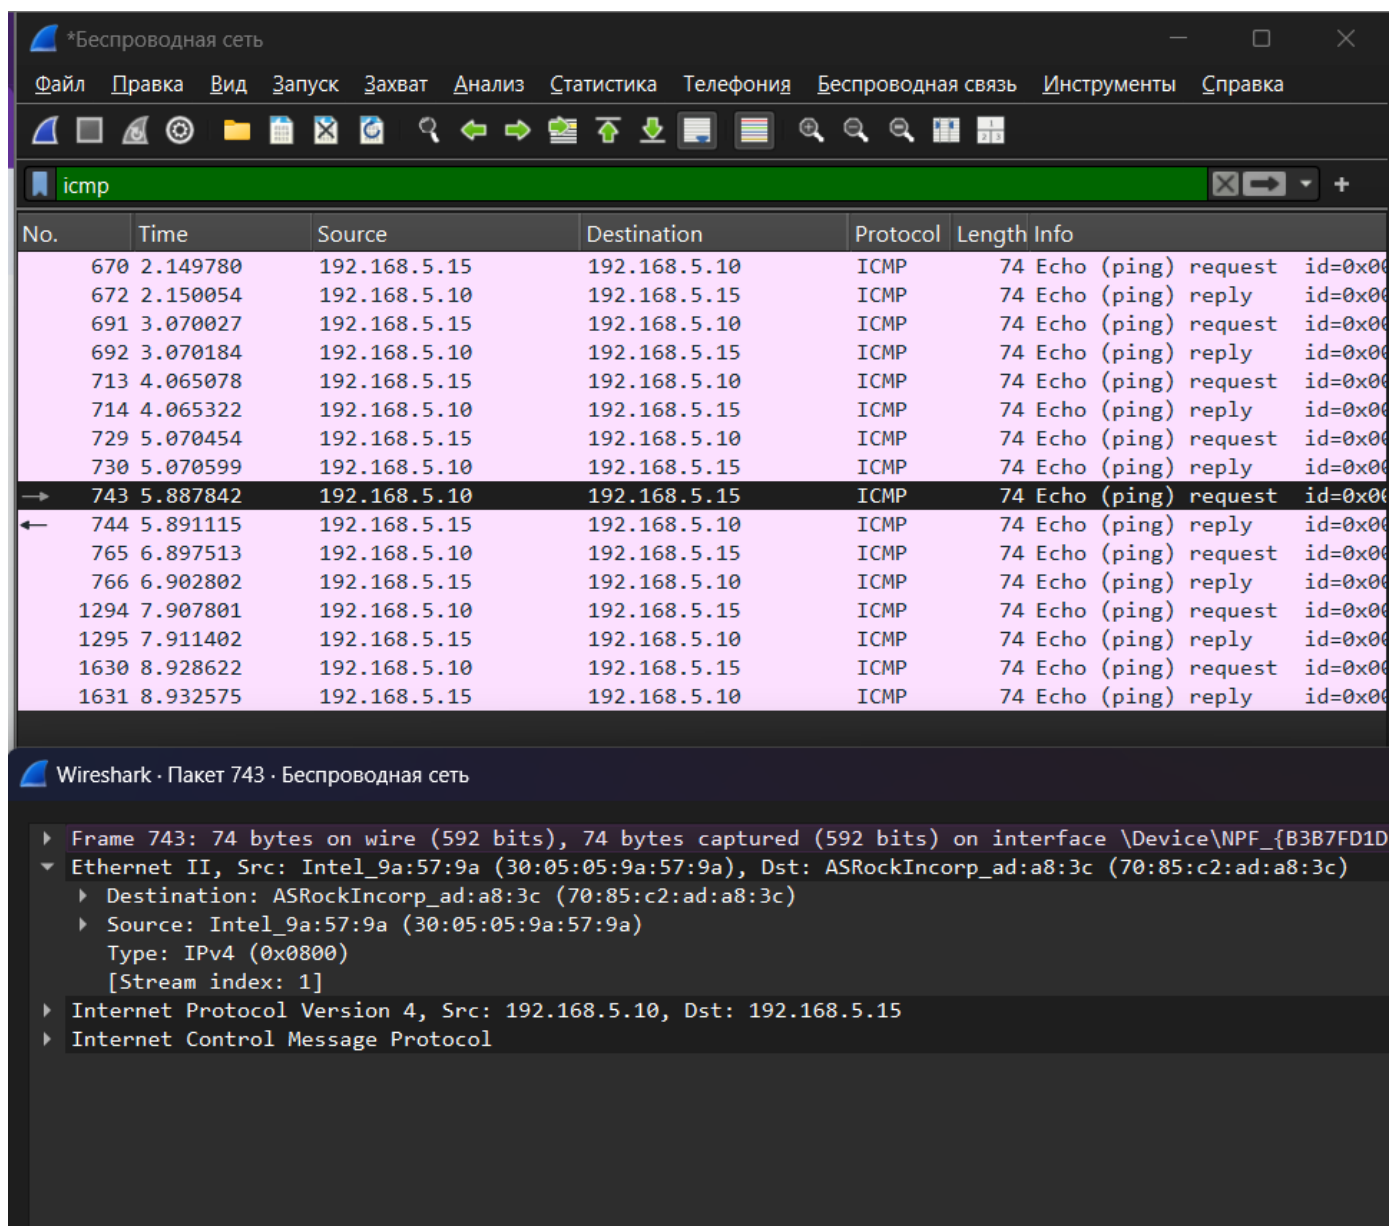 *Беспроводная сеть
Файл Правка Вид Запуск Захват Анализ Статистика Телефония Беспроводная связь Инструменты Справка
icmp
No. Time Source Destination Protocol Length Info
670 2.149780 192.168.5.15 192.168.5.10 ICMP 74 Echo (ping) request id=0x00
672 2.150054 192.168.5.10 192.168.5.15 ICMP 74 Echo (ping) reply id=0x00
691 3.070027 192.168.5.15 192.168.5.10 ICMP 74 Echo (ping) request id=0x00
692 3.070184 192.168.5.10 192.168.5.15 ICMP 74 Echo (ping) reply id=0x00
713 4.065078 192.168.5.15 192.168.5.10 ICMP 74 Echo (ping) request id=0x00
714 4.065322 192.168.5.10 192.168.5.15 ICMP 74 Echo (ping) reply id=0x00
729 5.070454 192.168.5.15 192.168.5.10 ICMP 74 Echo (ping) request id=0x00
730 5.070599 192.168.5.10 192.168.5.15 ICMP 74 Echo (ping) reply id=0x00
743 5.887842 192.168.5.10 192.168.5.15 ICMP 74 Echo (ping) request id=0x00
744 5.891115 192.168.5.15 192.168.5.10 ICMP 74 Echo (ping) reply id=0x00
765 6.897513 192.168.5.10 192.168.5.15 ICMP 74 Echo (ping) request id=0x00
766 6.902802 192.168.5.15 192.168.5.10 ICMP 74 Echo (ping) reply id=0x00
1294 7.907801 192.168.5.10 192.168.5.15 ICMP 74 Echo (ping) request id=0x00
1295 7.911402 192.168.5.15 192.168.5.10 ICMP 74 Echo (ping) reply id=0x00
1630 8.928622 192.168.5.10 192.168.5.15 ICMP 74 Echo (ping) request id=0x00
1631 8.932575 192.168.5.15 192.168.5.10 ICMP 74 Echo (ping) reply id=0x00
Wireshark · Пакет 743 · Беспроводная сеть
Frame 743: 74 bytes on wire (592 bits), 74 bytes captured (592 bits) on interface \Device\NPF_{B3B7FD1D
Ethernet II, Src: Intel_9a:57:9a (30:05:05:9a:57:9a), Dst: ASRockIncorp_ad:a8:3c (70:85:c2:ad:a8:3c)
Destination: ASRockIncorp_ad:a8:3c (70:85:c2:ad:a8:3c)
Source: Intel_9a:57:9a (30:05:05:9a:57:9a)
Type: IPv4 (0x0800)
[Stream index: 1]
Internet Protocol Version 4, Src: 192.168.5.10, Dst: 192.168.5.15
Internet Control Message Protocol